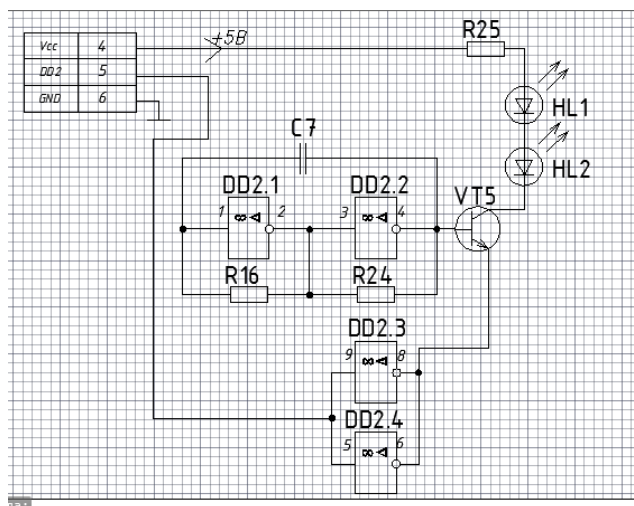 Vcc 4
DD2 5
GND 6
+5В
R25
HL1
HL2
C7
DD2.1
DD2.2
VT5
1
2
3
4
R16
R24
DD2.3
9
8
DD2.4
5
6